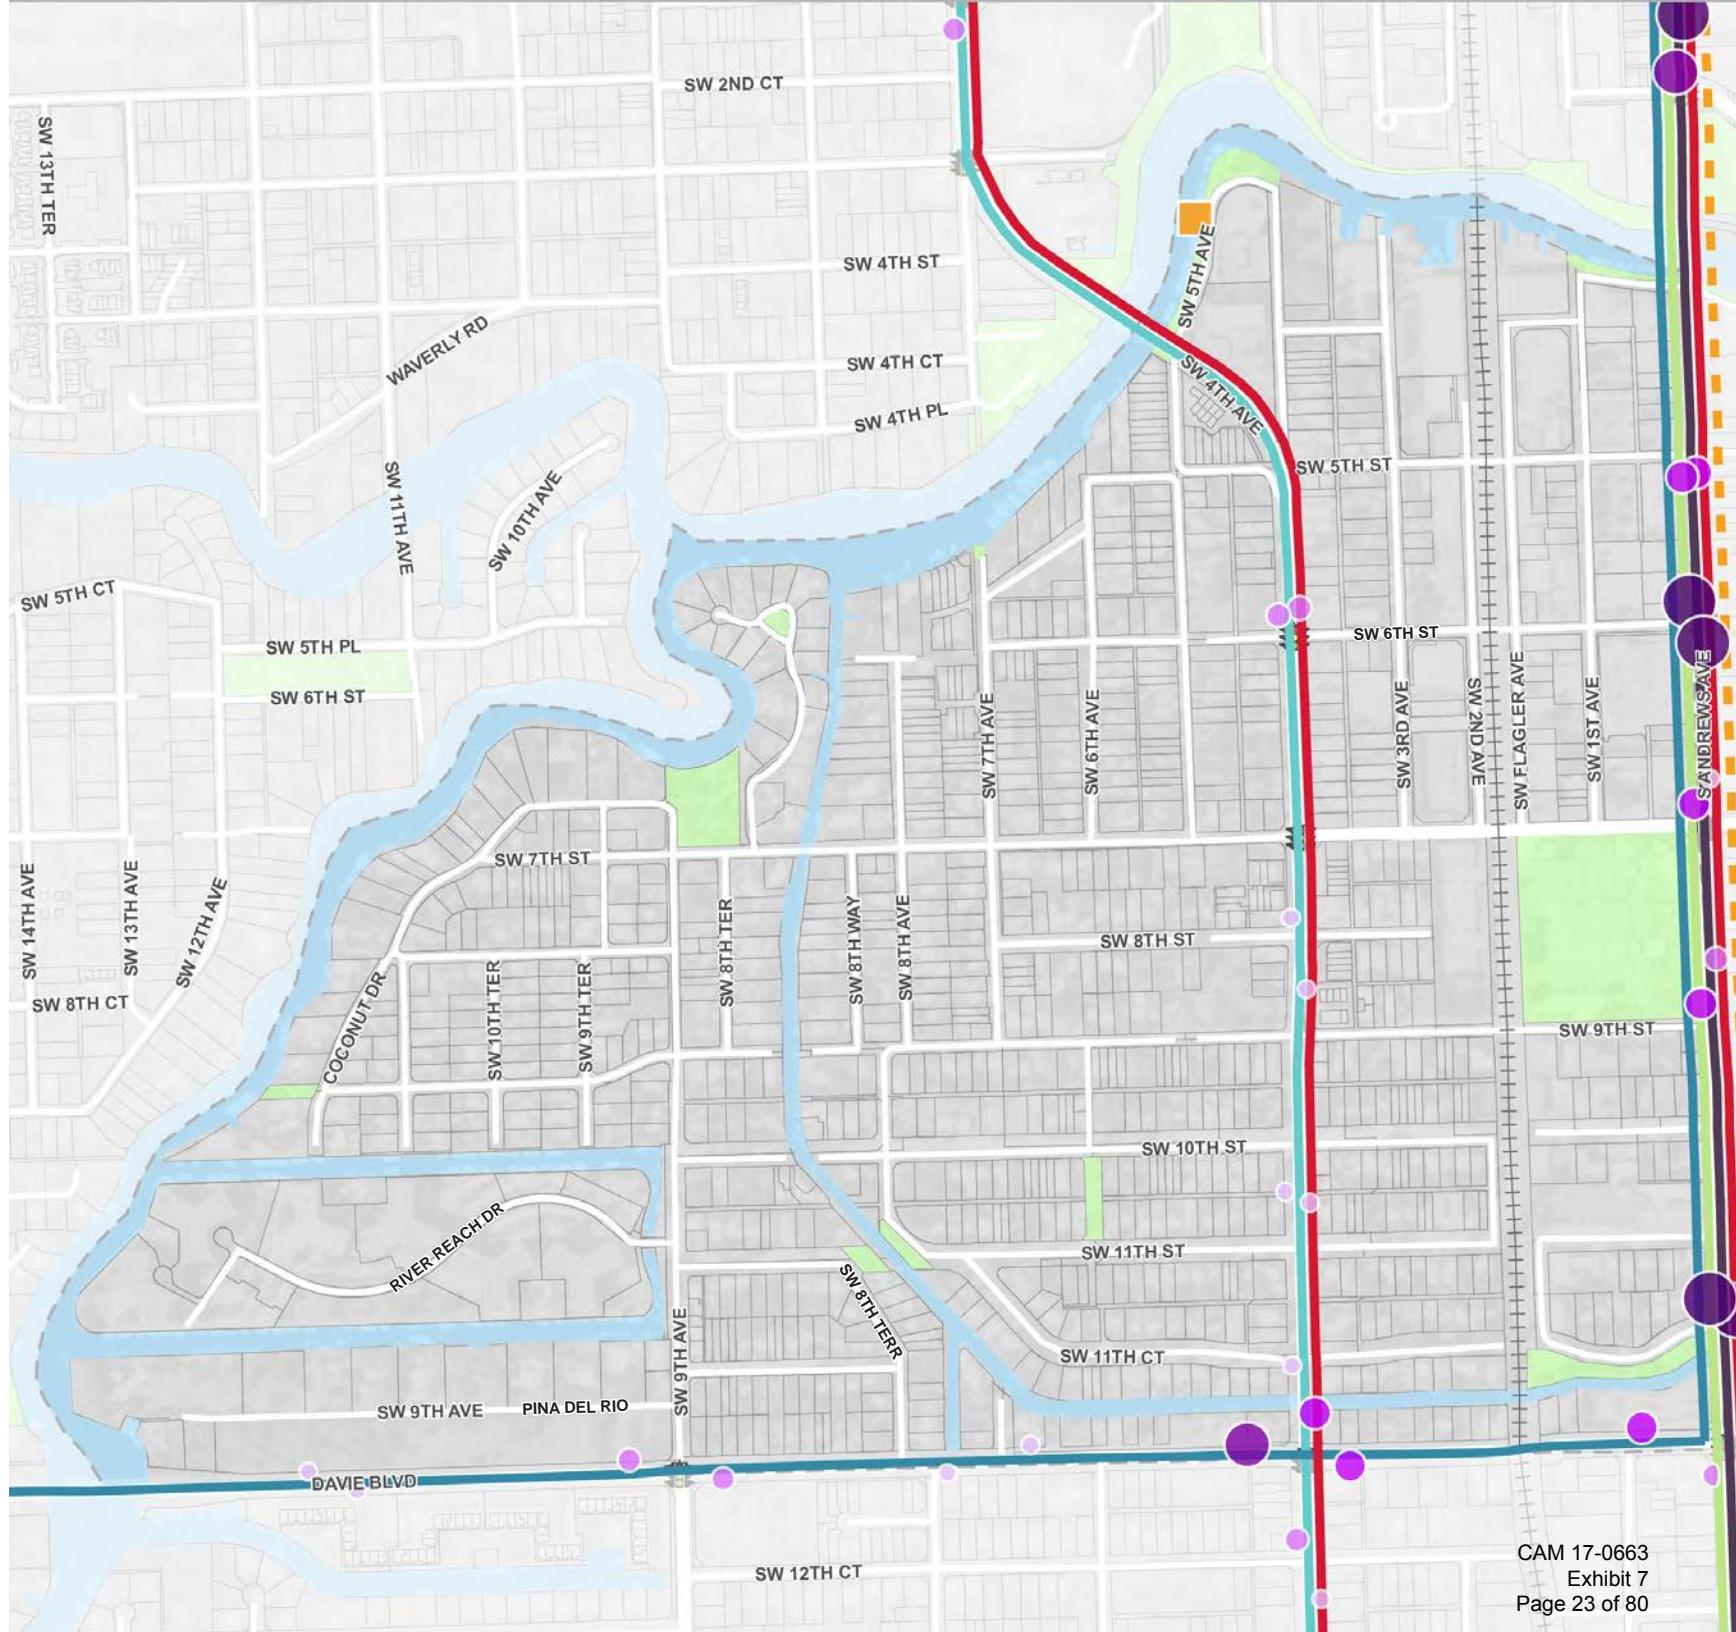 SW 2ND CT
SW 13TH TER
SW 4TH ST
SW 5TH AVE
WAVERLY RD
SW 4TH CT
SW 4TH AVE
SW 4TH PL
SW 5TH ST
SW 11TH AVE
SW 10TH AVE
SW 5TH CT
SW 6TH ST
SW 5TH PL
SW 6TH ST
SW 7TH AVE
SW 6TH AVE
SW 3RD AVE
SW 2ND AVE
SW FLAGLER AVE
SW 1ST AVE
S ANDREWS AVE
SW 7TH ST
SW 14TH AVE
SW 13TH AVE
SW 12TH AVE
SW 8TH TER
SW 8TH WAY
SW 8TH AVE
SW 8TH ST
SW 8TH CT
COCONUT DR
SW 10TH TER
SW 9TH TER
SW 9TH ST
SW 10TH ST
RIVER REACH DR
SW 11TH ST
SW 8TH TERR
SW 9TH AVE
SW 11TH CT
SW 9TH AVE
PINA DEL RIO
DAVIE BLVD
SW 12TH CT
CAM 17-0663
Exhibit 7
Page 23 of 80